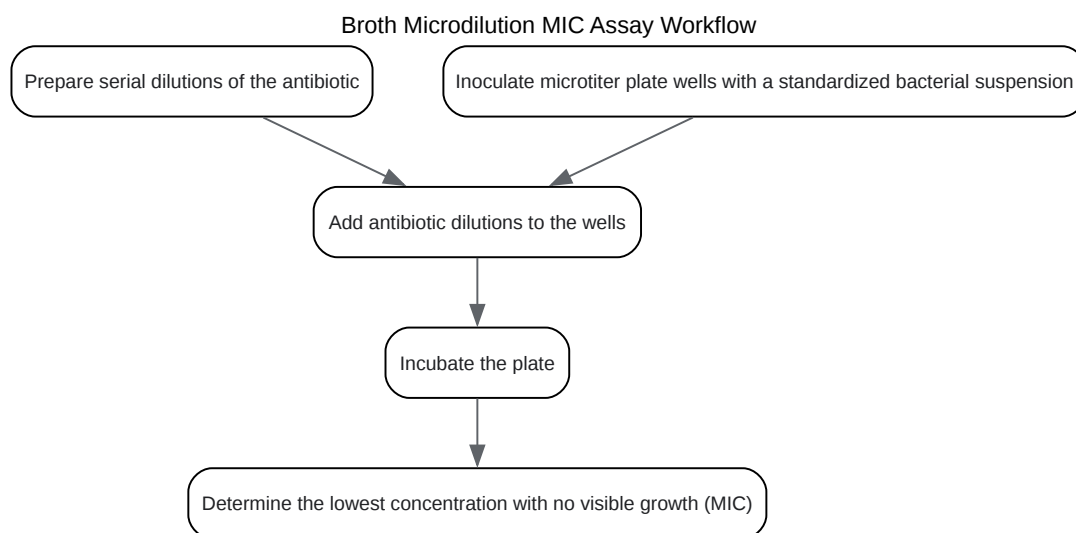 Broth Microdilution MIC Assay Workflow
Prepare serial dilutions of the antibiotic
Inoculate microtiter plate wells with a standardized bacterial suspension
Add antibiotic dilutions to the wells
Incubate the plate
Determine the lowest concentration with no visible growth (MIC)